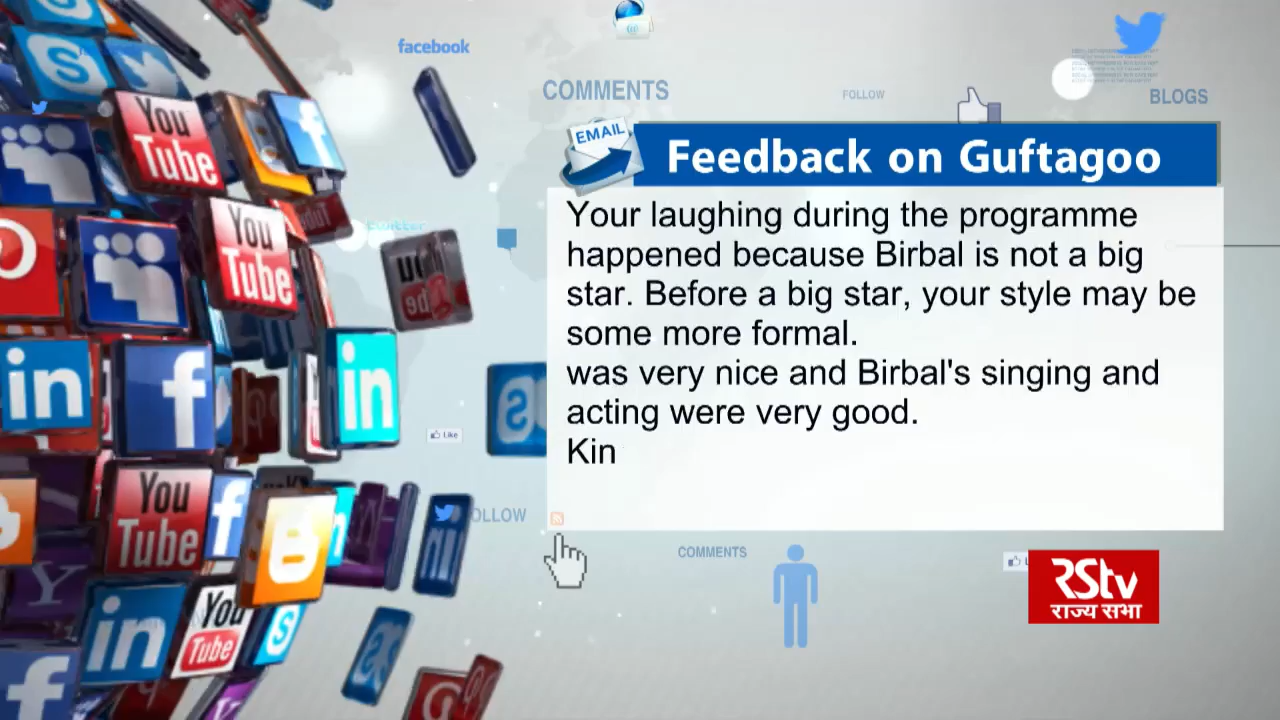 facebook
COMMENTS
FOLLOW
BLOGS
EMAIL
Feedback on Guftagoo
Your laughing during the programme
happened because Birbal is not a big
star. Before a big star, your style may be
some more formal.
was very nice and Birbal's singing and
acting were very good.
Kin
You
Tube
You
Tube
twitter
in
in
Like
You
Tube
OLLOW
in
COMMENTS
in
You
Tube
RStv
राज्य सभा